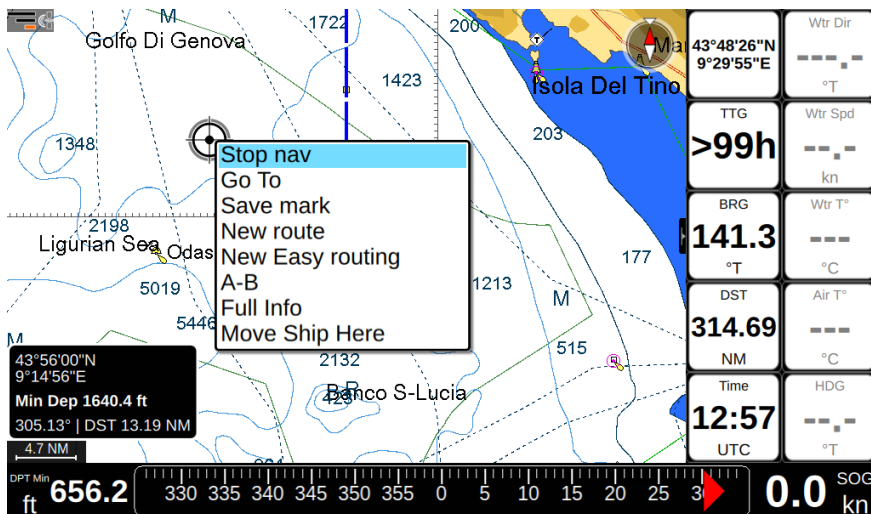 M
1722
200
Golfo Di Genova
Mar
1423
Isola Del Tino
1348
203
Stop nav
Go To
Save mark
New route
New Easy routing
A-B
Full Info
Move Ship Here
2198
Ligurian Sea
Odas
177
5019
1213
M
5446
515
M
2132
Banco S-Lucia
43°56'00"N
9°14'56"E
Min Dep 1640.4 ft
305.13° | DST 13.19 NM
4.7 NM
43°48'26"N
9°29'55"E
Wtr Dir
---.-
°T
TTG
>99h
Wtr Spd
--.-
kn
BRG
141.3
°T
Wtr T°
---
°C
DST
314.69
NM
Air T°
---
°C
Time
12:57
UTC
HDG
--.-
°T
DPT Min
ft
656.2
330 335 340 345 350 355 0 5 10 15 20 25
0.0
SOG
kn